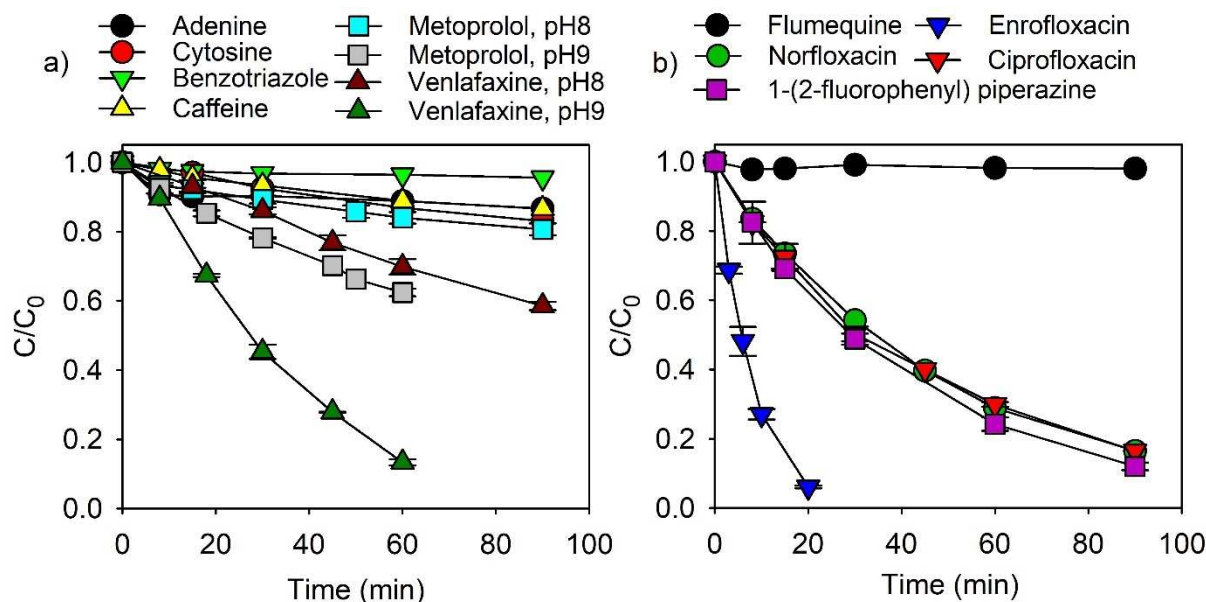 a)
Adenine
Cytosine
Benzotriazole
Caffeine
Metoprolol, pH8
Metoprolol, pH9
Venlafaxine, pH8
Venlafaxine, pH9
C/C₀
1.0
0.8
0.6
0.4
0.2
0.0
0 20 40 60 80 100
Time (min)
b)
Flumequine
Norfloxacin
1-(2-fluorophenyl) piperazine
Enrofloxacin
Ciprofloxacin
C/C₀
1.0
0.8
0.6
0.4
0.2
0.0
0 20 40 60 80 100
Time (min)